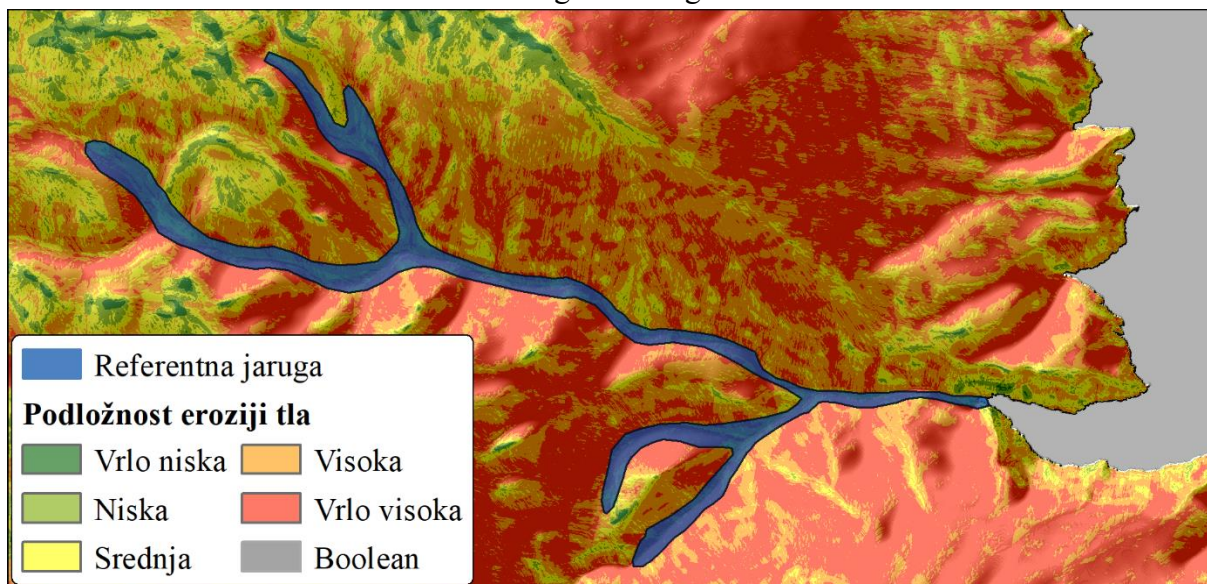 Referentna jaruga
Podložnost eroziji tla
Vrlo niska
Visoka
Niska
Vrlo visoka
Srednja
Boolean